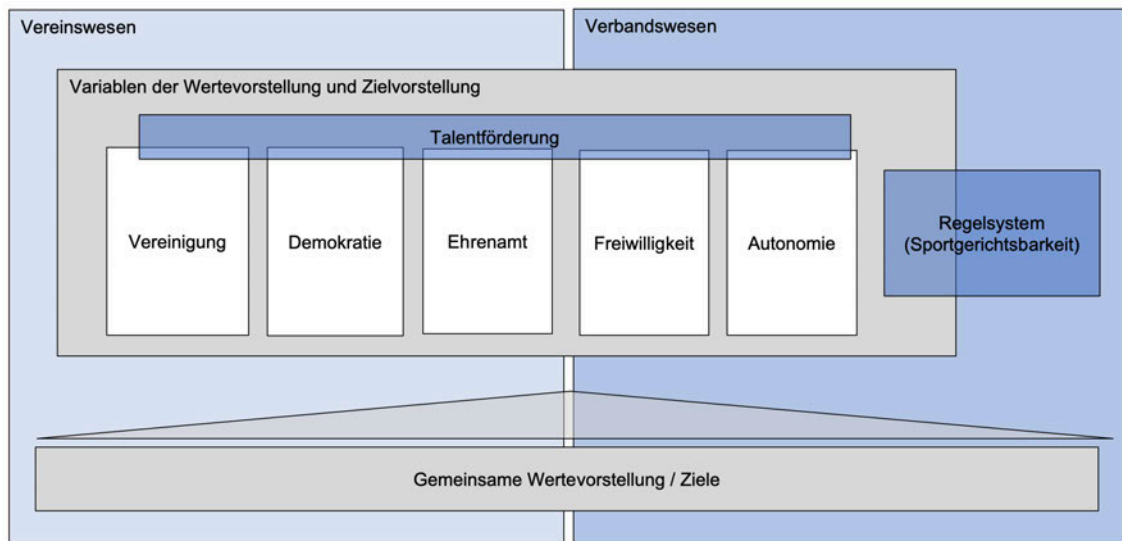 Vereinswesen
Verbandswesen
Variablen der Wertevorstellung und Zielvorstellung
Talentförderung
Vereinigung
Demokratie
Ehrenamt
Freiwilligkeit
Autonomie
Regelsystem
(Sportgerichtsbarkeit)
Gemeinsame Wertevorstellung / Ziele